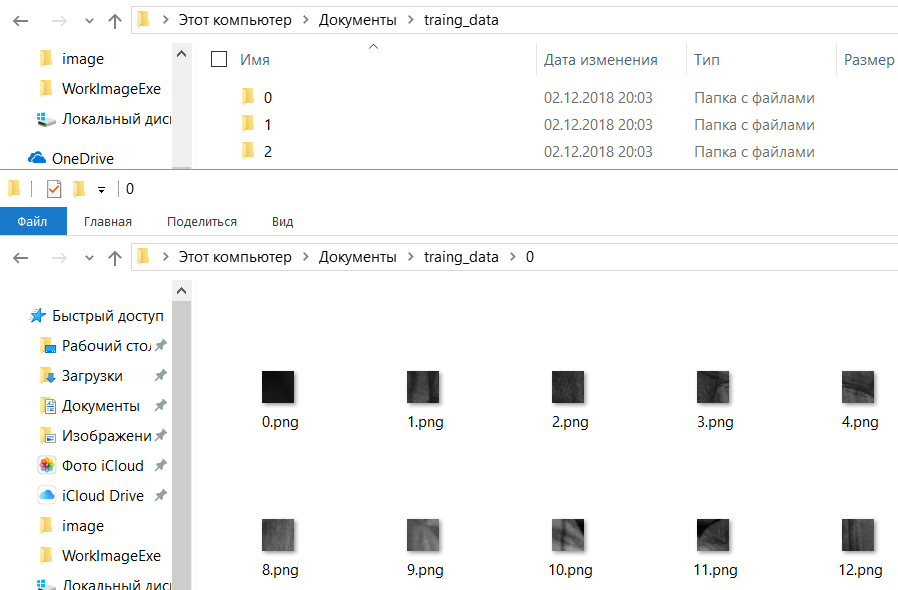 Этот компьютер Документы traing_data
image
WorkImageExe
Локальный дис
OneDrive
Имя Дата изменения Тип Размер
0 02.12.2018 20:03 Папка с файлами
1 02.12.2018 20:03 Папка с файлами
2 02.12.2018 20:03 Папка с файлами
0
Файл Главная Поделиться Вид
Этот компьютер Документы traing_data 0
Быстрый доступ
Рабочий стол
Загрузки
Документы
Изображени
Фото iCloud
iCloud Drive
image
WorkImageExe
Локальный дис
0.png 1.png 2.png 3.png 4.png
8.png 9.png 10.png 11.png 12.png